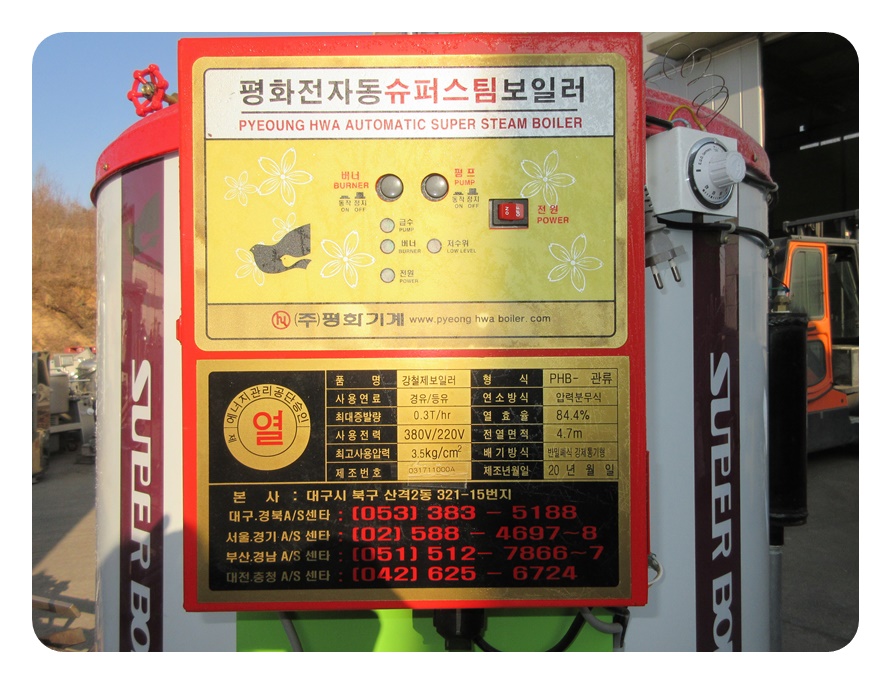 평화전자동슈퍼스팀보일러
PYEOUNG HWA AUTOMATIC SUPER STEAM BOILER
버너
BURNER
동작 정지
ON OFF
펌프
PUMP
동작 정지
ON OFF
전원
POWER
급수
PUMP
버너
BURNER
저수위
LOW LEVEL
전원
POWER
(주)평화기계 www.pyeong hwa boiler. com
에너지관리공단승인
열
품 명 강철제보일러 형 식 PHB- 관류
사용연료 경유/등유 연소방식 압력분무식
최대증발량 0.3T/hr 열 효 율 84.4%
사용전력 380V/220V 전열면적 4.7m
최고사용압력 3.5kg/cm² 배기방식 반밀폐식 강제통기형
제조번호 031711000A 제조년월일 20 년 월 일
본 사 : 대구시 북구 산격2동 321-15번지
대구.경북A/S센타 : (053) 383 - 5188
서울.경기 A/S 센타 : (02) 588 - 4697~8
부산.경남 A/S 센타 : (051) 512 - 7866~7
대전.충청 A/S 센타 : (042) 625 - 6724
SUPER BO
SUPER BO